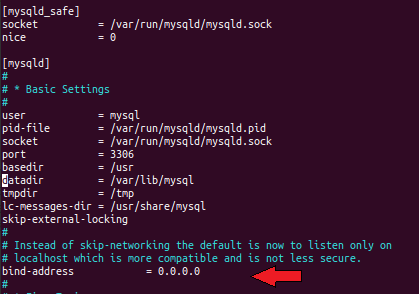 [mysqld_safe]
socket = /var/run/mysqld/mysqld.sock
nice = 0
[mysqld]
#
# * Basic Settings
#
user = mysql
pid-file = /var/run/mysqld/mysqld.pid
socket = /var/run/mysqld/mysqld.sock
port = 3306
basedir = /usr
datadir = /var/lib/mysql
tmpdir = /tmp
lc-messages-dir = /usr/share/mysql
skip-external-locking
#
# Instead of skip-networking the default is now to listen only on
# localhost which is more compatible and is not less secure.
bind-address = 0.0.0.0
#